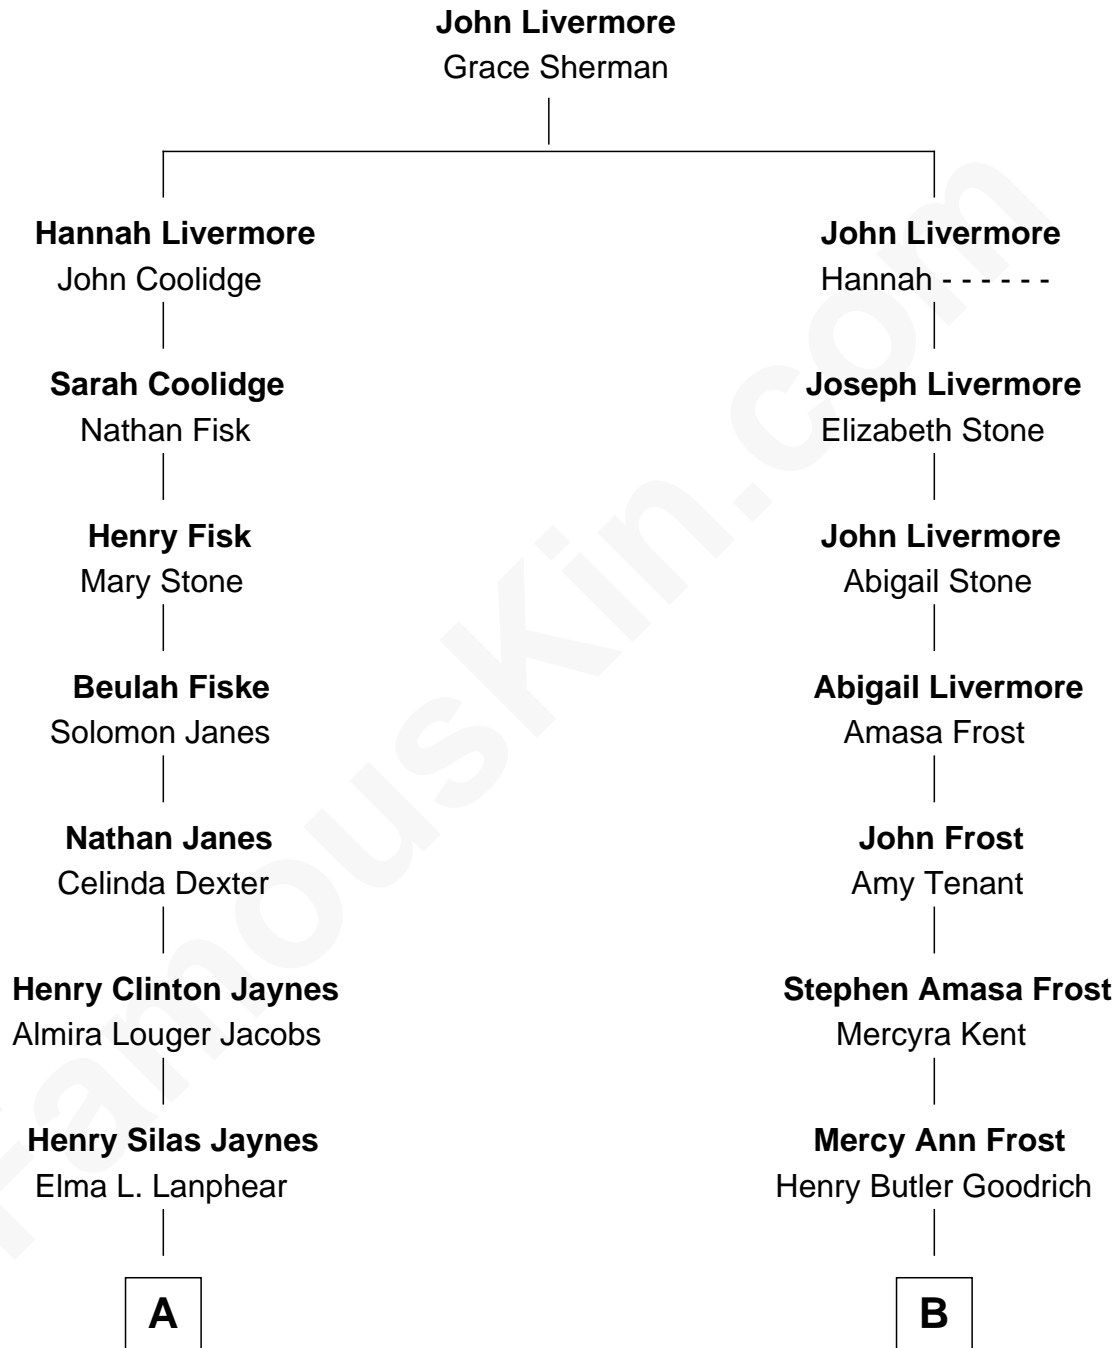 John Livermore
Grace Sherman
Hannah Livermore
John Coolidge
Sarah Coolidge
Nathan Fisk
Henry Fisk
Mary Stone
Beulah Fiske
Solomon Janes
Nathan Janes
Celinda Dexter
Henry Clinton Jaynes
Almira Louger Jacobs
Henry Silas Jaynes
Elma L. Lanphear
A
John Livermore
Hannah - - - - - -
Joseph Livermore
Elizabeth Stone
John Livermore
Abigail Stone
Abigail Livermore
Amasa Frost
John Frost
Amy Tenant
Stephen Amasa Frost
Mercyra Kent
Mercy Ann Frost
Henry Butler Goodrich
B
FamousKin.com